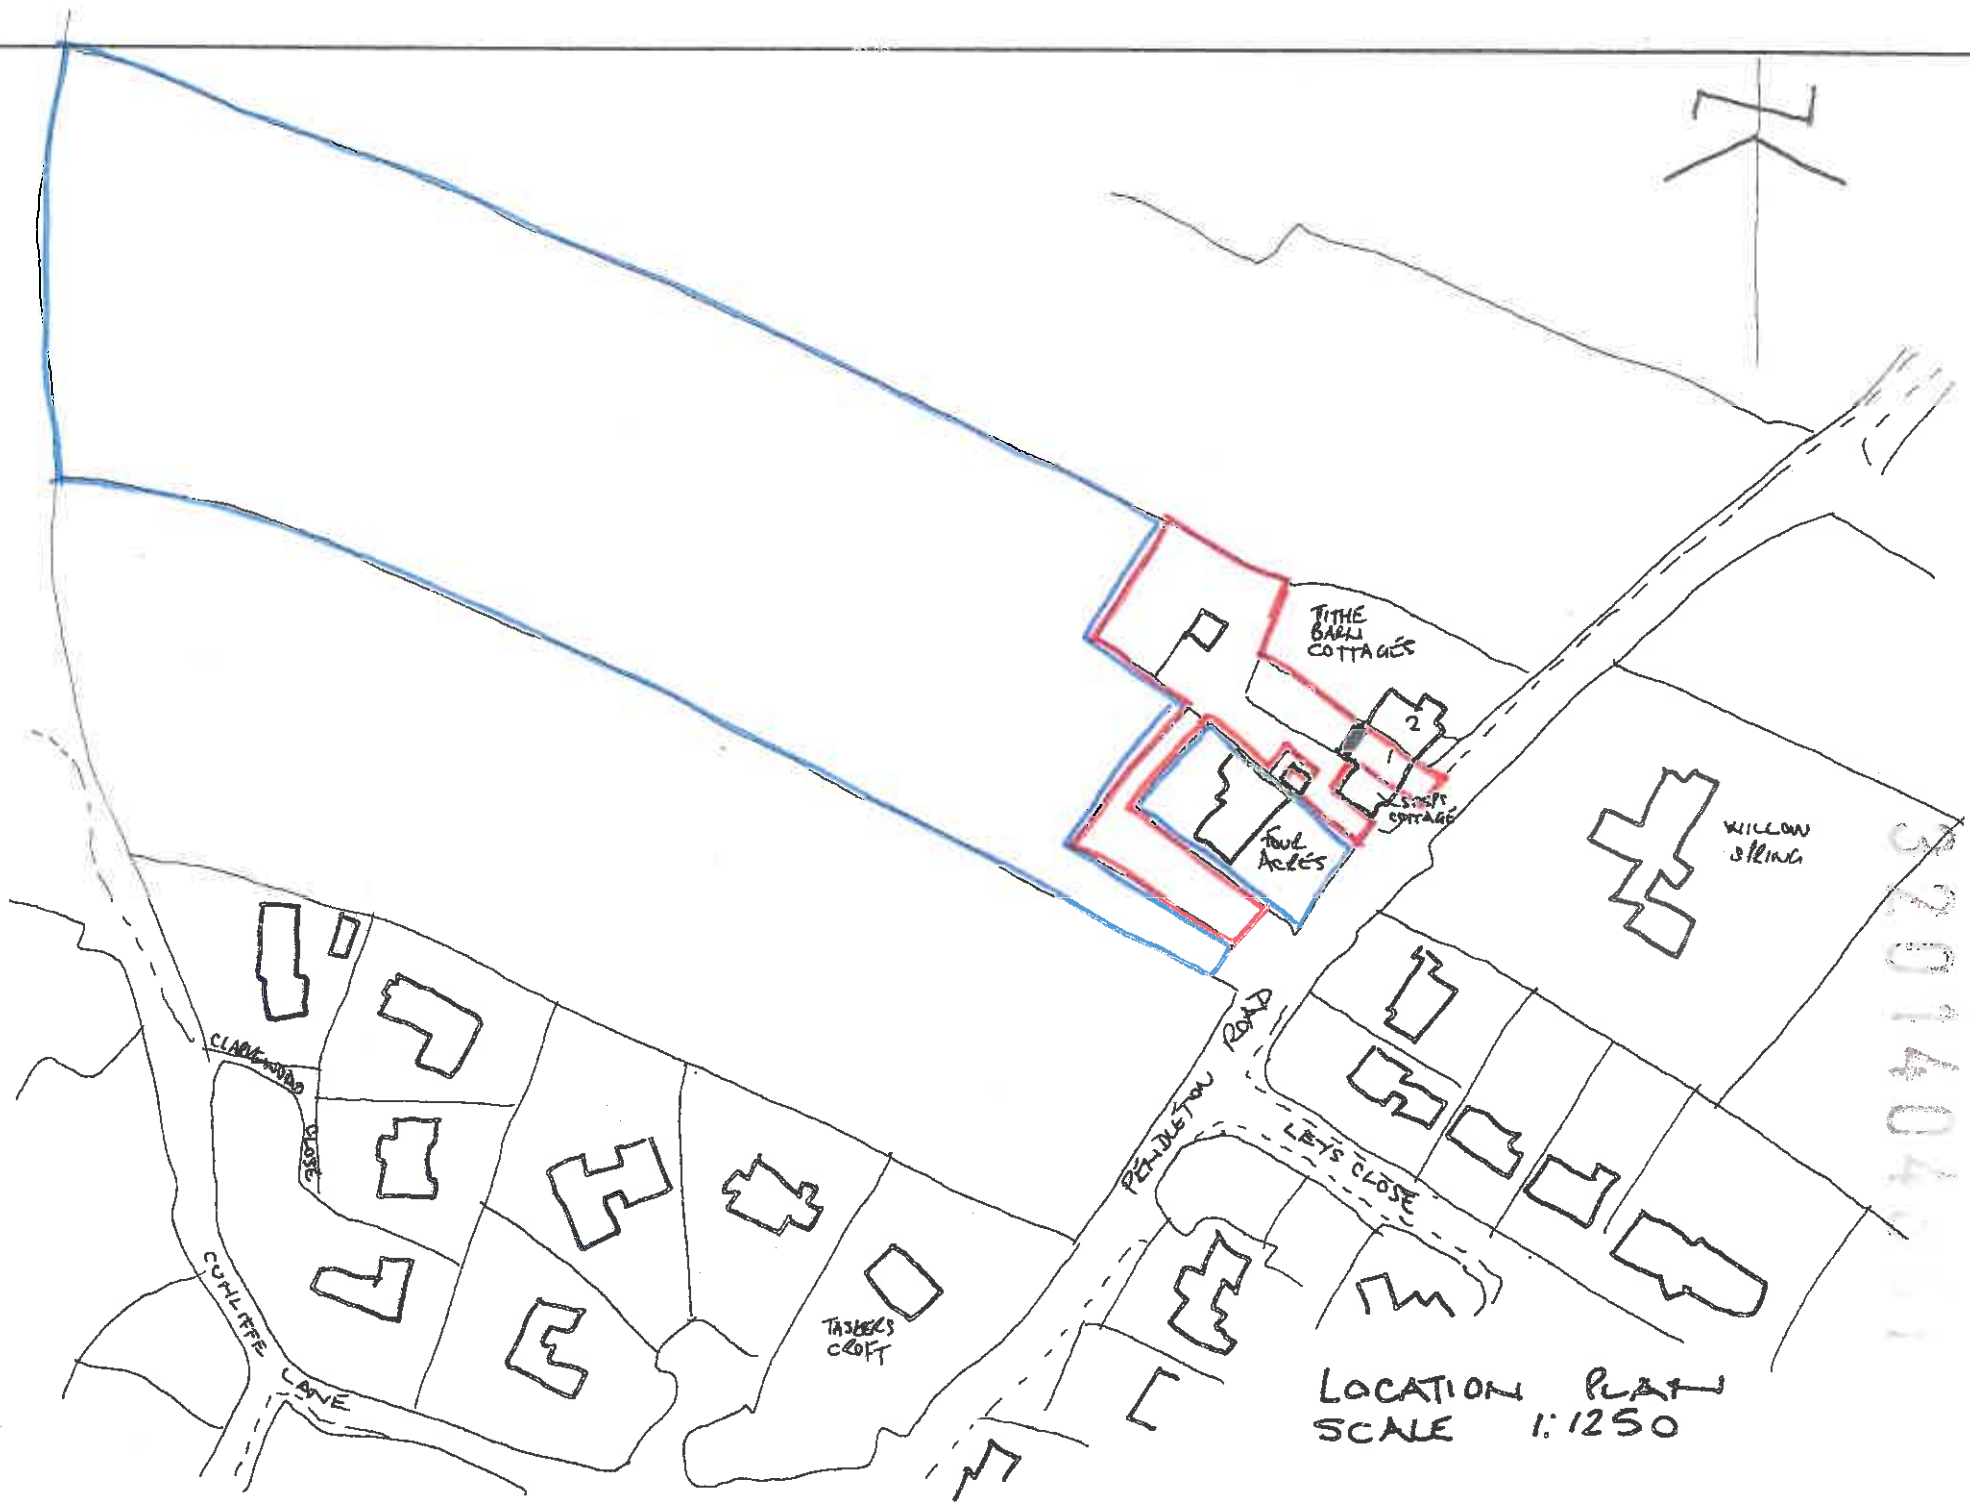 N
TITHE
BARN
COTTAGES
2
1
COTTAGE
FOUR
ACRES
WILLOW
SPRING
PENDLETON ROAD
LEYS CLOSE
CLOSE
CUNLIFFE
LANE
TASKERS
CROFT
LOCATION PLAN
SCALE 1:1250